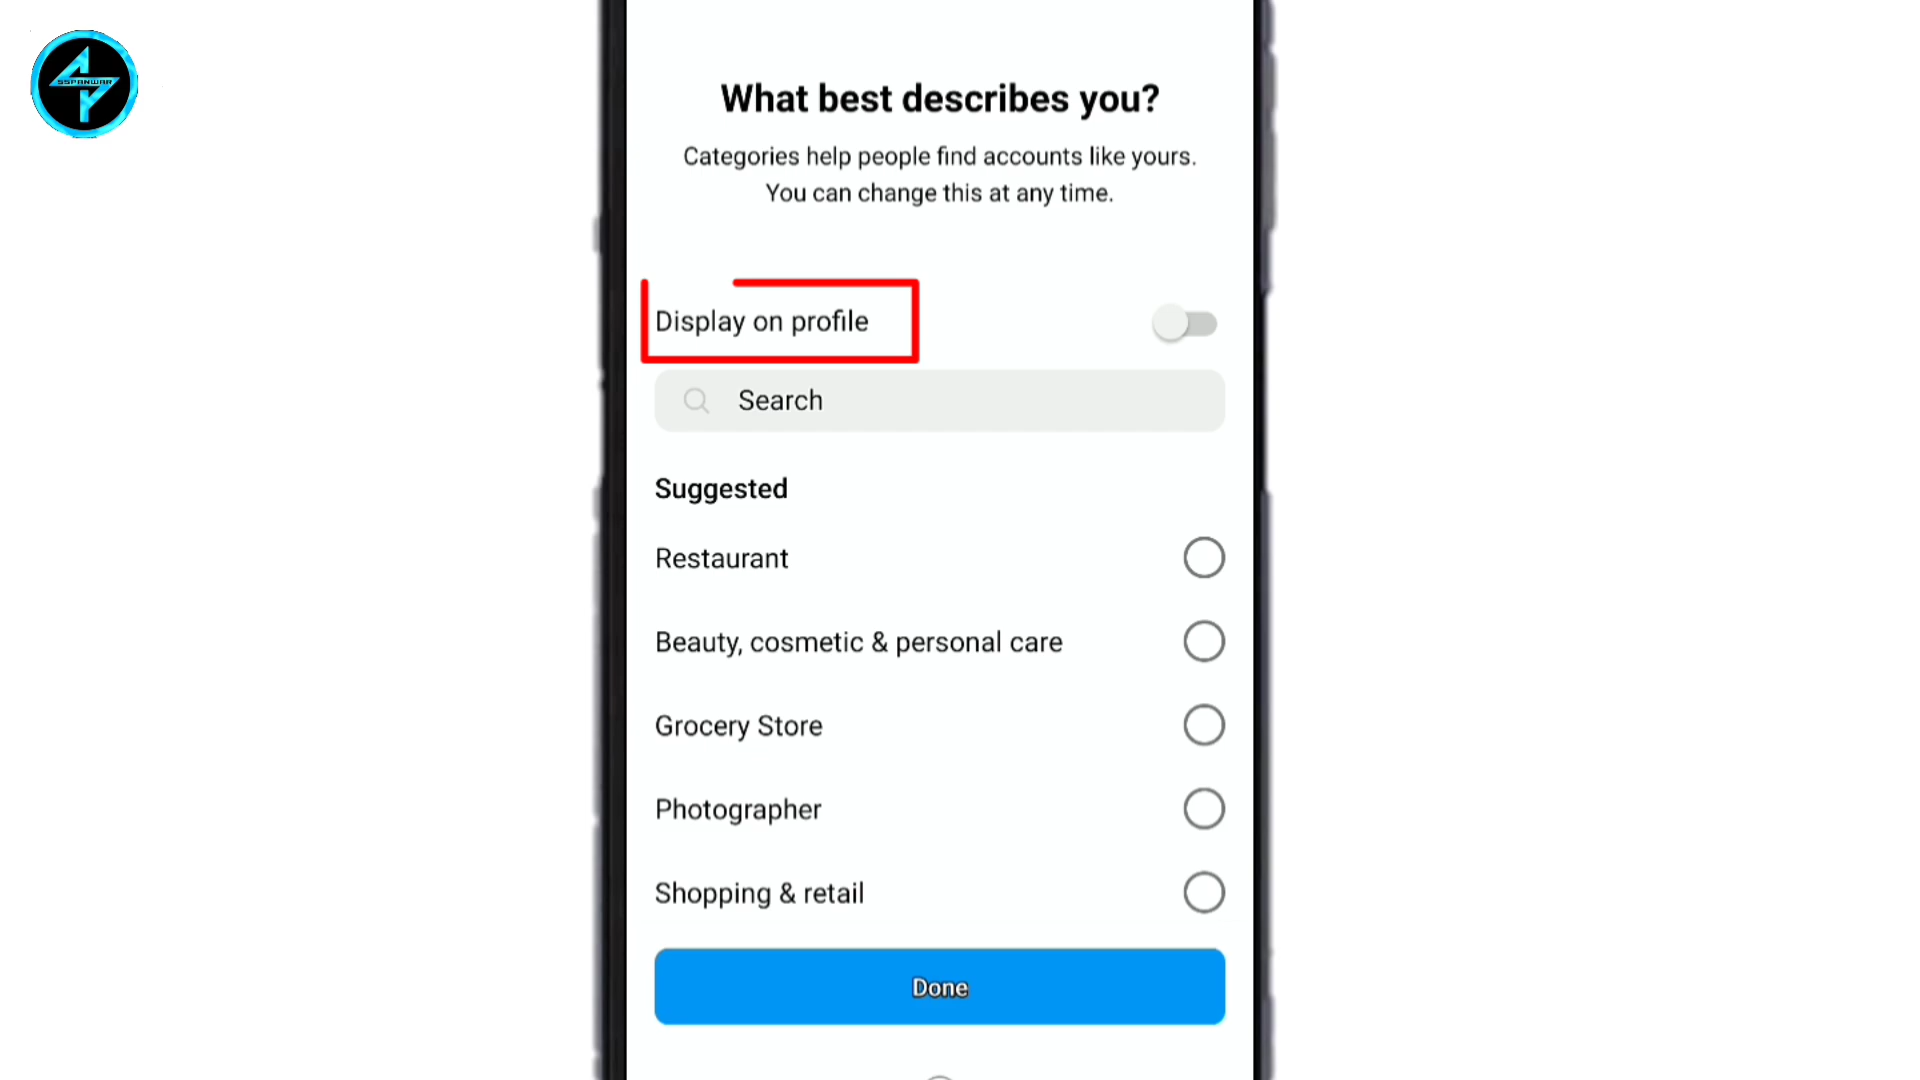 SSPANWAR
What best describes you?
Categories help people find accounts like yours.
You can change this at any time.
Display on profile
Search
Suggested
Restaurant
Beauty, cosmetic & personal care
Grocery Store
Photographer
Shopping & retail
Done